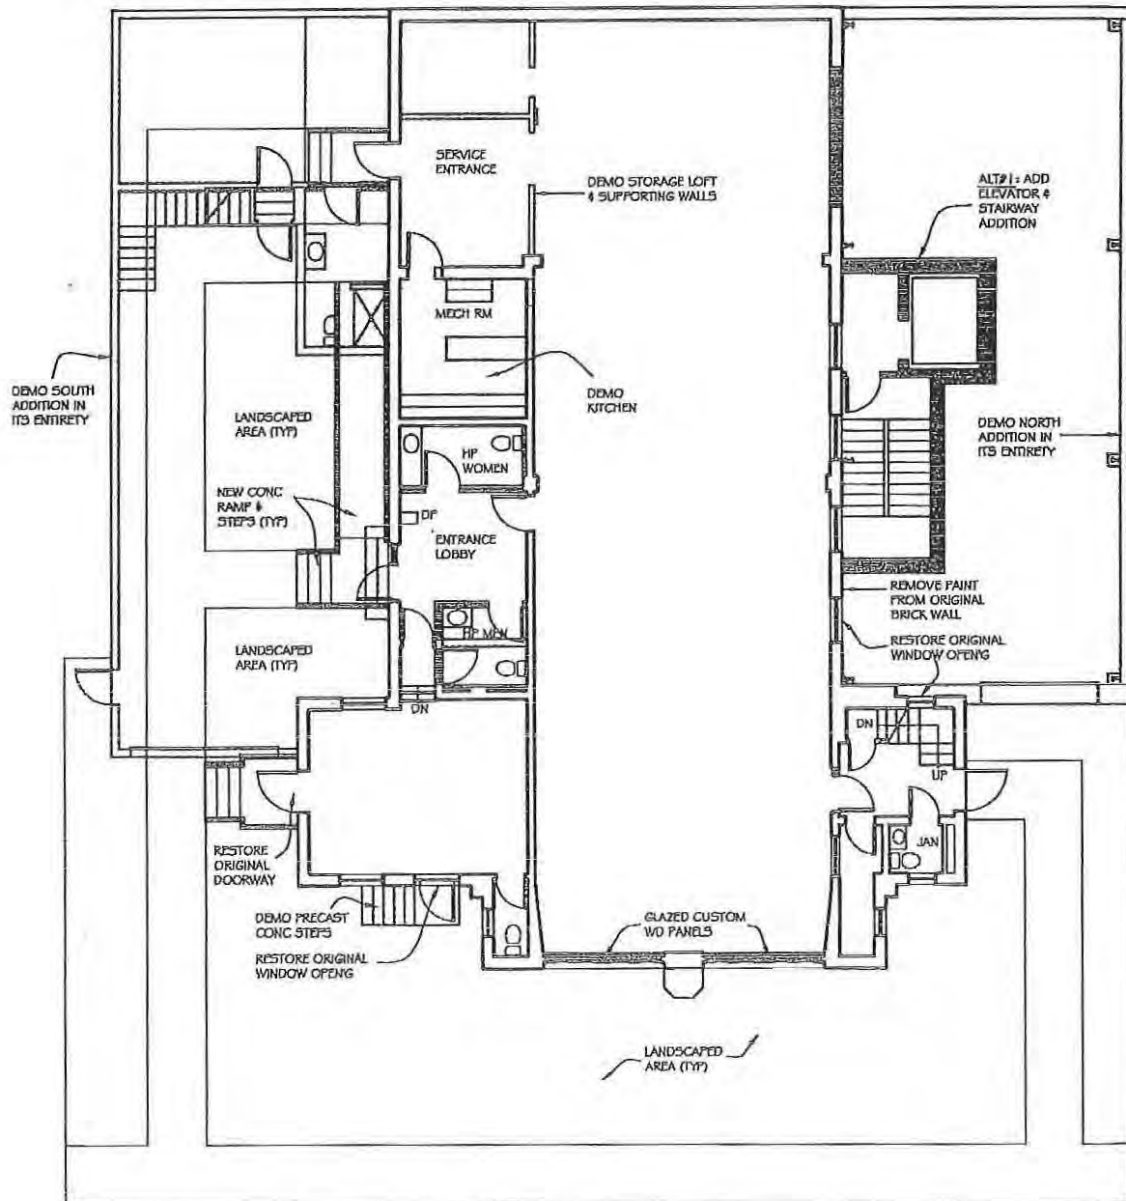 SERVICE
ENTRANCE
DEMO STORAGE LOFT
& SUPPORTING WALLS
ALT#1: ADD
ELEVATOR &
STAIRWAY
ADDITION
MECH RM
DEMO SOUTH
ADDITION IN
ITS ENTIRETY
DEMO
KITCHEN
LANDSCAPED
AREA (TYP)
DEMO NORTH
ADDITION IN
ITS ENTIRETY
HP
WOMEN
NEW CONC
RAMP &
STEPS (TYP)
DF
ENTRANCE
LOBBY
REMOVE PAINT
FROM ORIGINAL
BRICK WALL
HP MEN
RESTORE ORIGINAL
WINDOW OPEN'G
LANDSCAPED
AREA (TYP)
DN
DN
UP
JAN
RESTORE
ORIGINAL
DOORWAY
DEMO PRECAST
CONC STEPS
GLAZED CUSTOM
WD PANELS
RESTORE ORIGINAL
WINDOW OPEN'G
LANDSCAPED
AREA (TYP)